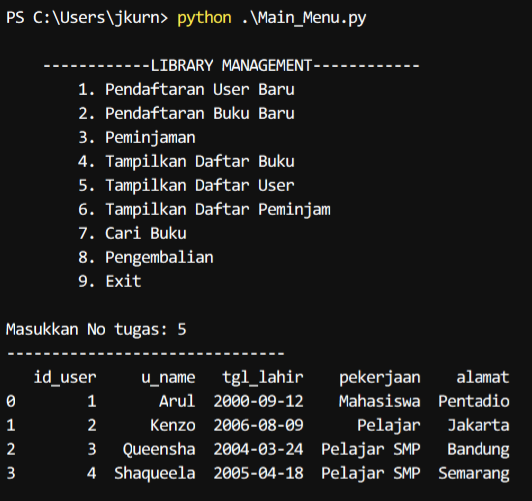 PS C:\Users\jkurn> python .\Main_Menu.py
------------LIBRARY MANAGEMENT------------
1. Pendaftaran User Baru
2. Pendaftaran Buku Baru
3. Peminjaman
4. Tampilkan Daftar Buku
5. Tampilkan Daftar User
6. Tampilkan Daftar Peminjam
7. Cari Buku
8. Pengembalian
9. Exit
Masukkan No tugas: 5
-------------------------------
id_user u_name tgl_lahir pekerjaan alamat
0 1 Arul 2000-09-12 Mahasiswa Pentadio
1 2 Kenzo 2006-08-09 Pelajar Jakarta
2 3 Queensha 2004-03-24 Pelajar SMP Bandung
3 4 Shaqueela 2005-04-18 Pelajar SMP Semarang